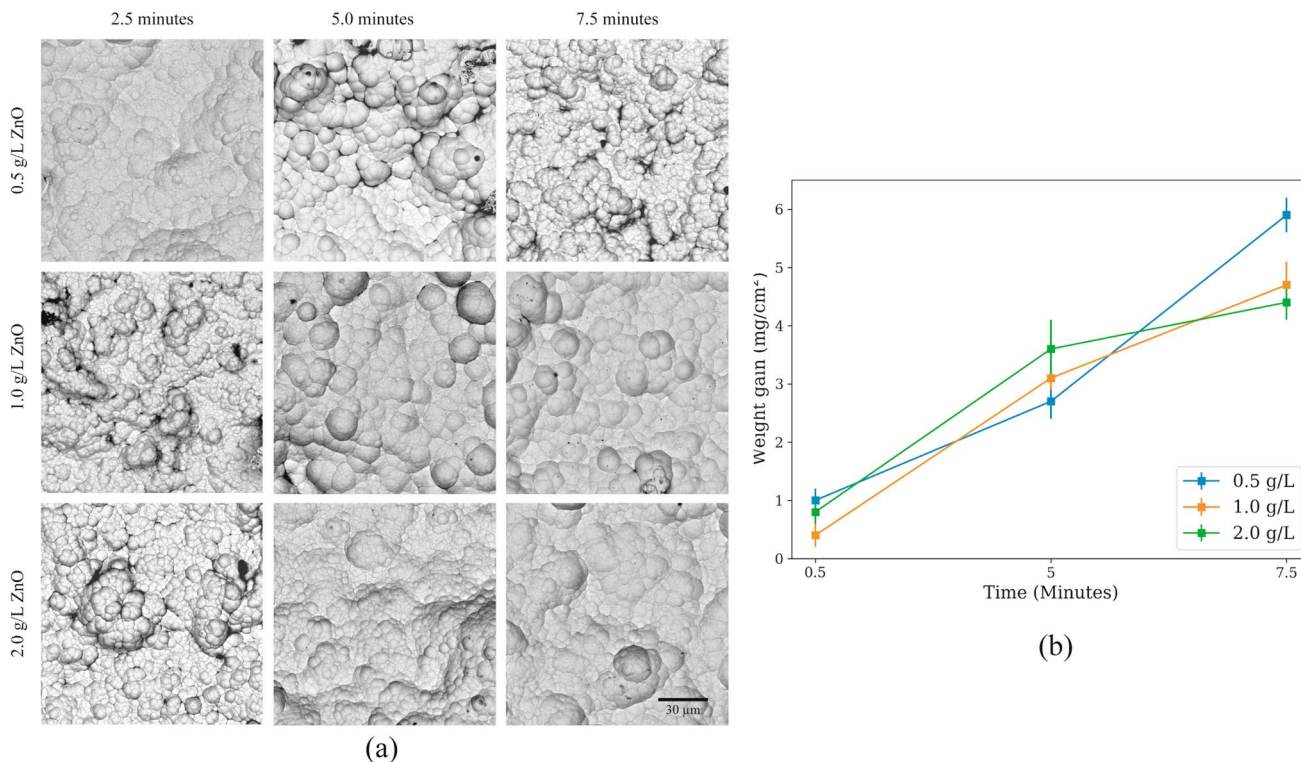 2.5 minutes 5.0 minutes 7.5 minutes
0.5 g/L ZnO
1.0 g/L ZnO
2.0 g/L ZnO
30 µm
(a)
Weight gain (mg/cm²)
6
5
4
3
2
1
0
0.5 g/L
1.0 g/L
2.0 g/L
0.5 5 7.5
Time (Minutes)
(b)